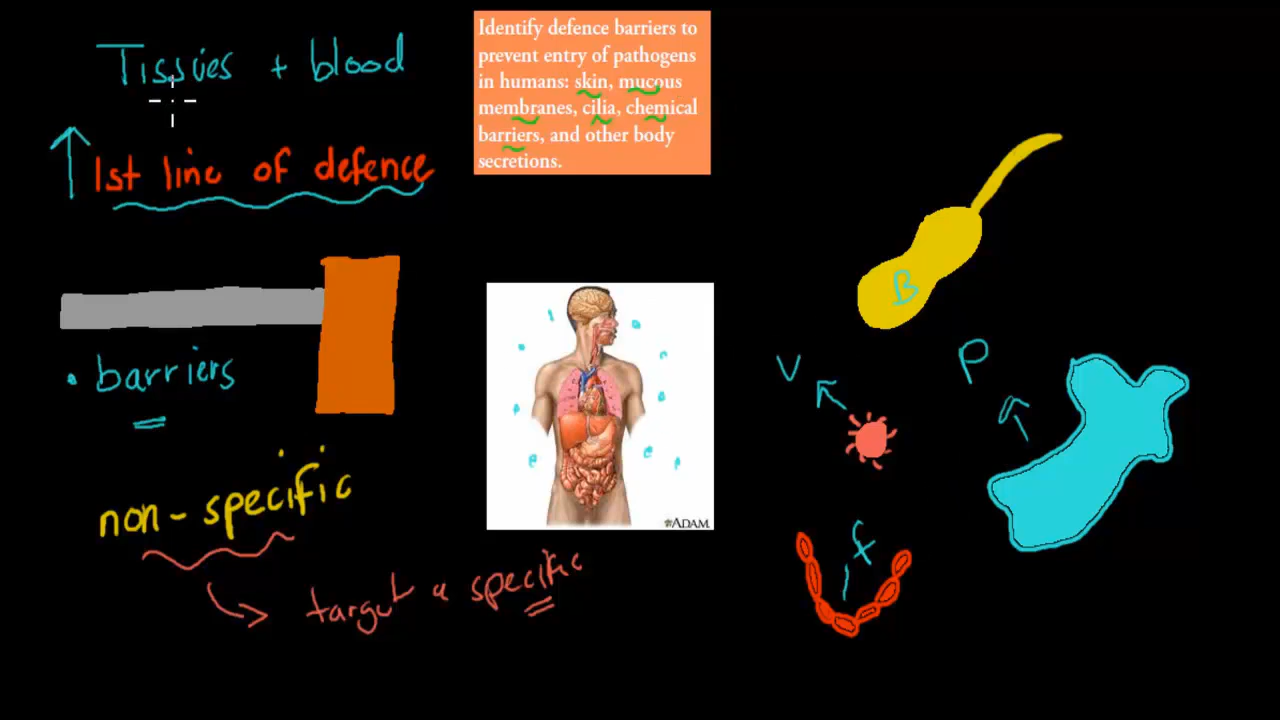 Tissues + blood
1st line of defence
• barriers
non-specific
target a specific
Identify defence barriers to
prevent entry of pathogens
in humans: skin, mucous
membranes, cilia, chemical
barriers, and other body
secretions.
ADAM
B
V
P
f